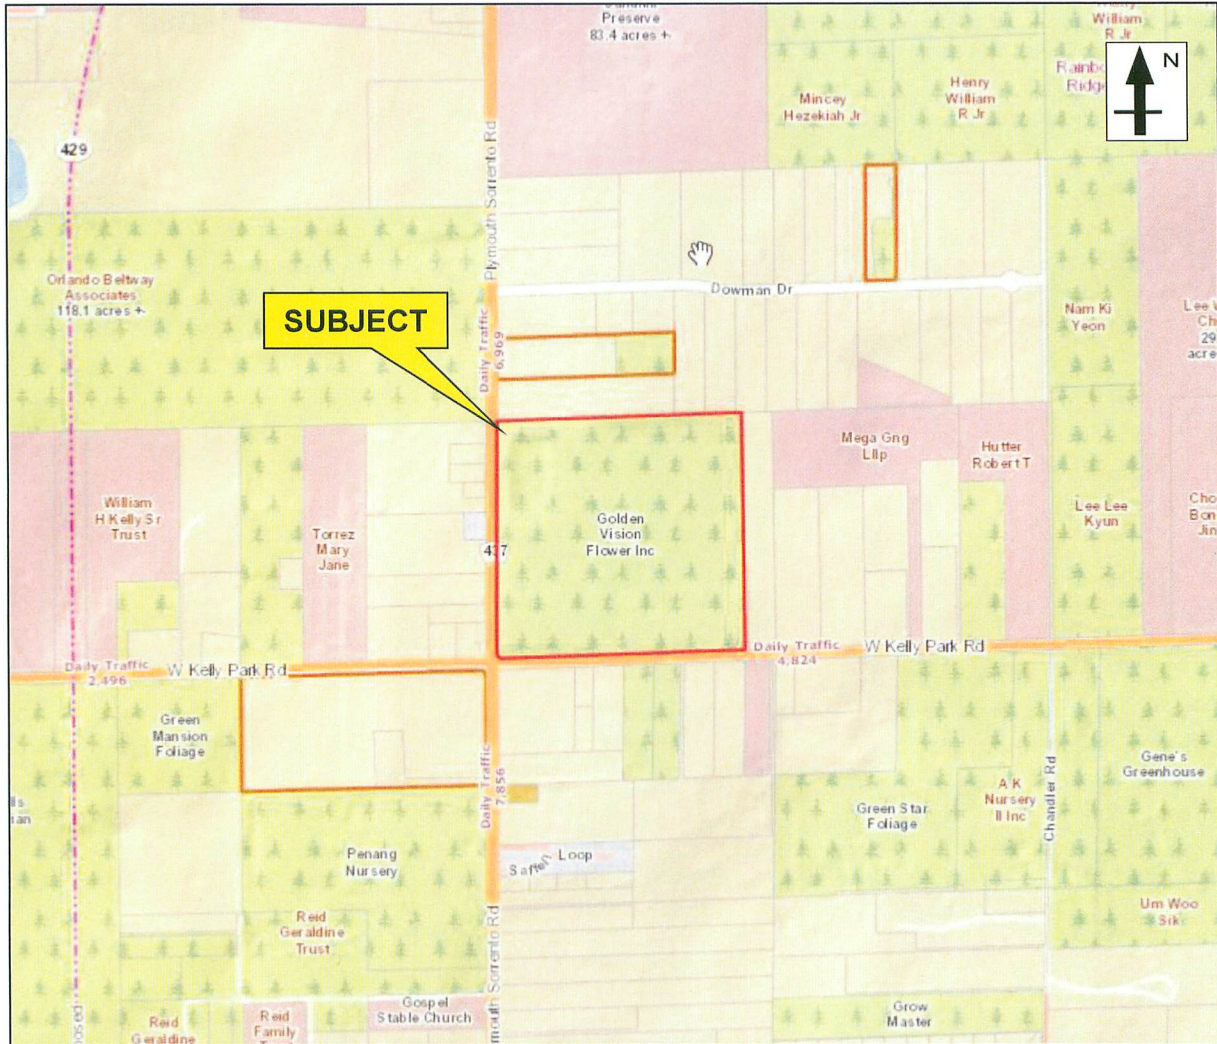 Preserve
83.4 acres +-
William
R Jr
N
Henry
William
R Jr
Mincey
Hezekiah Jr
429
Plymouth Sorrento Rd
Orlando Beltway
Associates
118.1 acres +-
Dowman Dr
SUBJECT
Nam Ki
Yeon
Daily Traffic
6,969
Mega Gng
Lllp
Hutter
Robert T
William
H Kelly Sr
Trust
Torrez
Mary
Jane
437
Golden
Vision
Flower Inc
Lee Lee
Kyun
Daily Traffic
2,496
W Kelly Park Rd
Daily Traffic
4,824
W Kelly Park Rd
Green
Mansion
Foliage
Daily Traffic
7,856
Gene's
Greenhouse
A K
Nursery
II Inc
Green Star
Foliage
Chandler Rd
Penang
Nursery
Loop
Reid
Geraldine
Trust
Um Woo
Sik
Sorrento Rd
Gospel
Stable Church
Grow
Master
Reid
Geraldine
Reid
Family